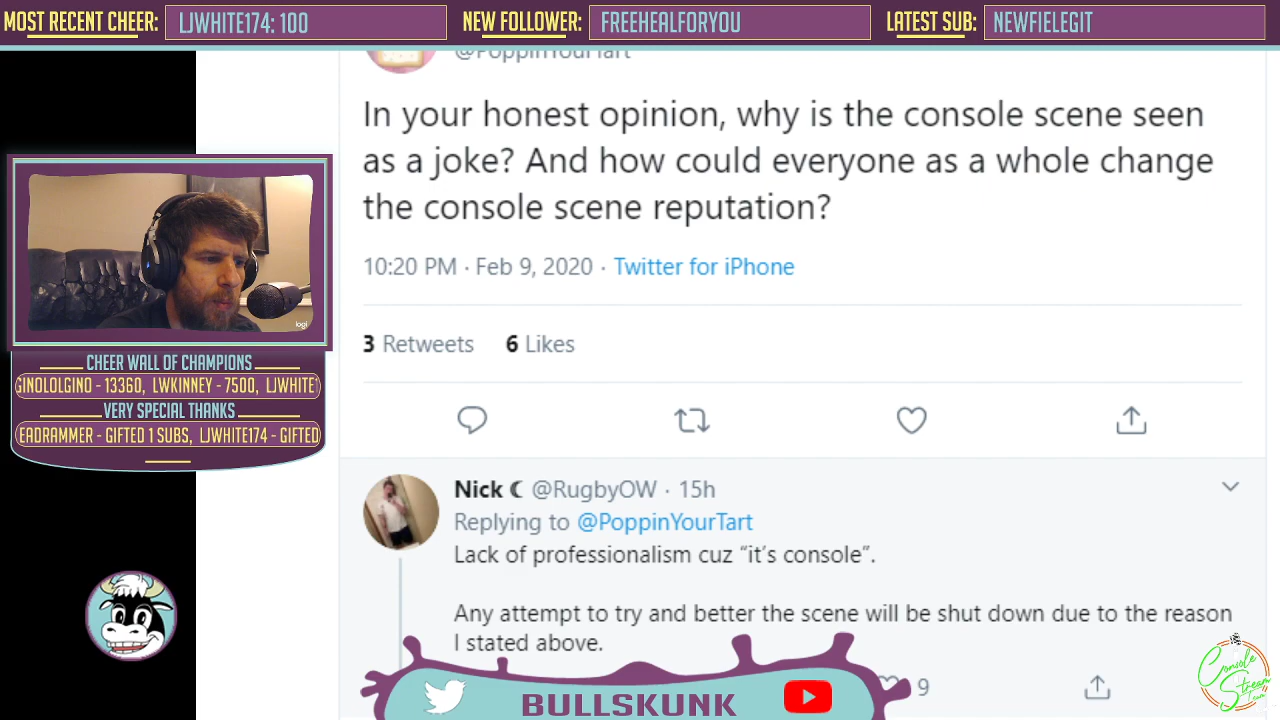 MOST RECENT CHEER: LJWHITE174: 100 NEW FOLLOWER: FREEHEALFORYOU LATEST SUB: NEWFIELEGIT
@PoppinYourTart
In your honest opinion, why is the console scene seen
as a joke? And how could everyone as a whole change
the console scene reputation?
10:20 PM · Feb 9, 2020 · Twitter for iPhone
3 Retweets 6 Likes
logi
CHEER WALL OF CHAMPIONS
GINOLOLGINO - 13360, LWKINNEY - 7500, LJWHITE1
VERY SPECIAL THANKS
EADRAMMER - GIFTED 1 SUBS, LJWHITE174 - GIFTED
Nick @RugbyOW · 15h
Replying to @PoppinYourTart
Lack of professionalism cuz “it’s console”.
Any attempt to try and better the scene will be shut down due to the reason
I stated above.
9
BULLSKUNK
Console
Stream
.com